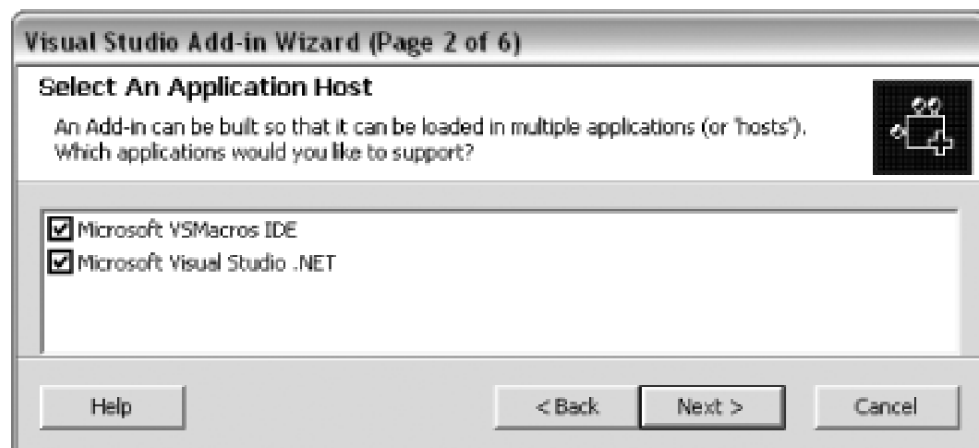 Visual Studio Add-in Wizard (Page 2 of 6)
Select An Application Host
An Add-in can be built so that it can be loaded in multiple applications (or 'hosts').
Which applications would you like to support?
Microsoft VSMacros IDE
Microsoft Visual Studio .NET
Help
< Back
Next >
Cancel